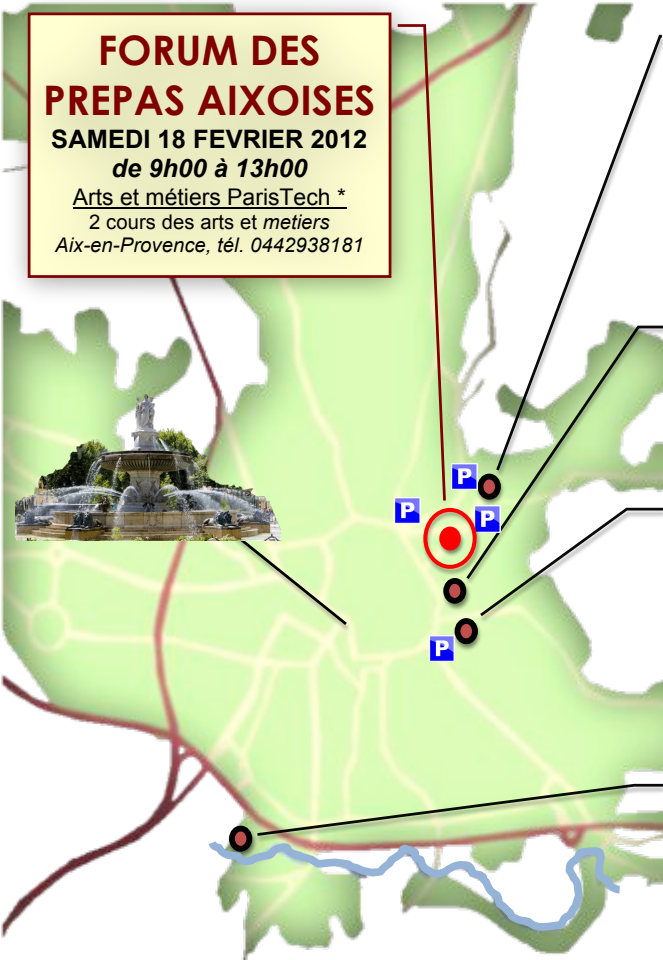 FORUM DES
PREPAS AIXOISES
SAMEDI 18 FEVRIER 2012
de 9h00 à 13h00
Arts et métiers ParisTech *
2 cours des arts et metiers
Aix-en-Provence, tél. 0442938181
P
P
P
P